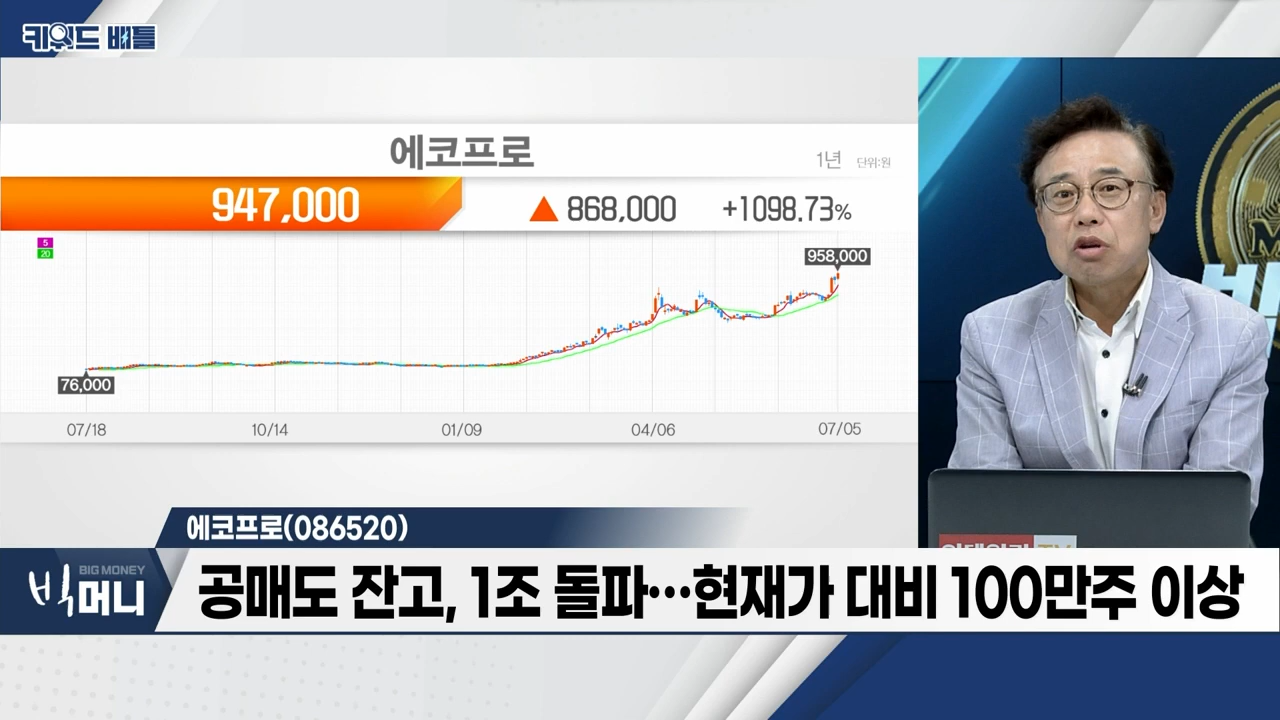 키워드 배틀
에코프로
1년 단위:원
947,000
▲ 868,000 +1098.73%
5
20
958,000
76,000
07/18 10/14 01/09 04/06 07/05
에코프로(086520)
BIG MONEY
빅머니
공매도 잔고, 1조 돌파…현재가 대비 100만주 이상